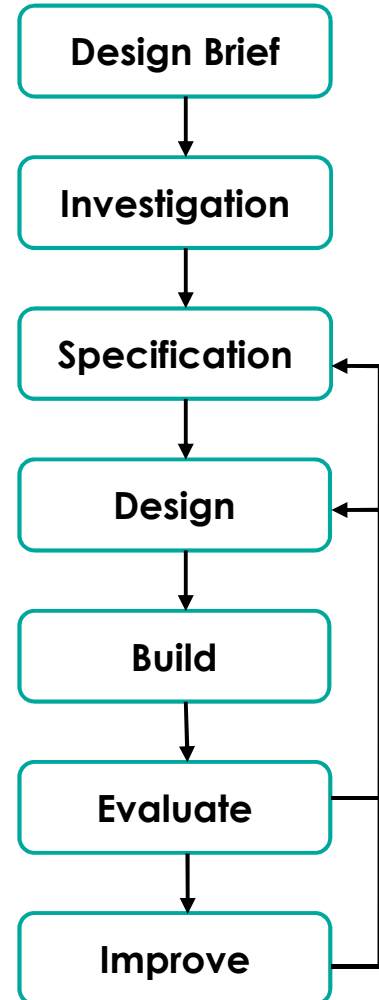 Design Brief
Investigation
Specification
Design
Build
Evaluate
Improve